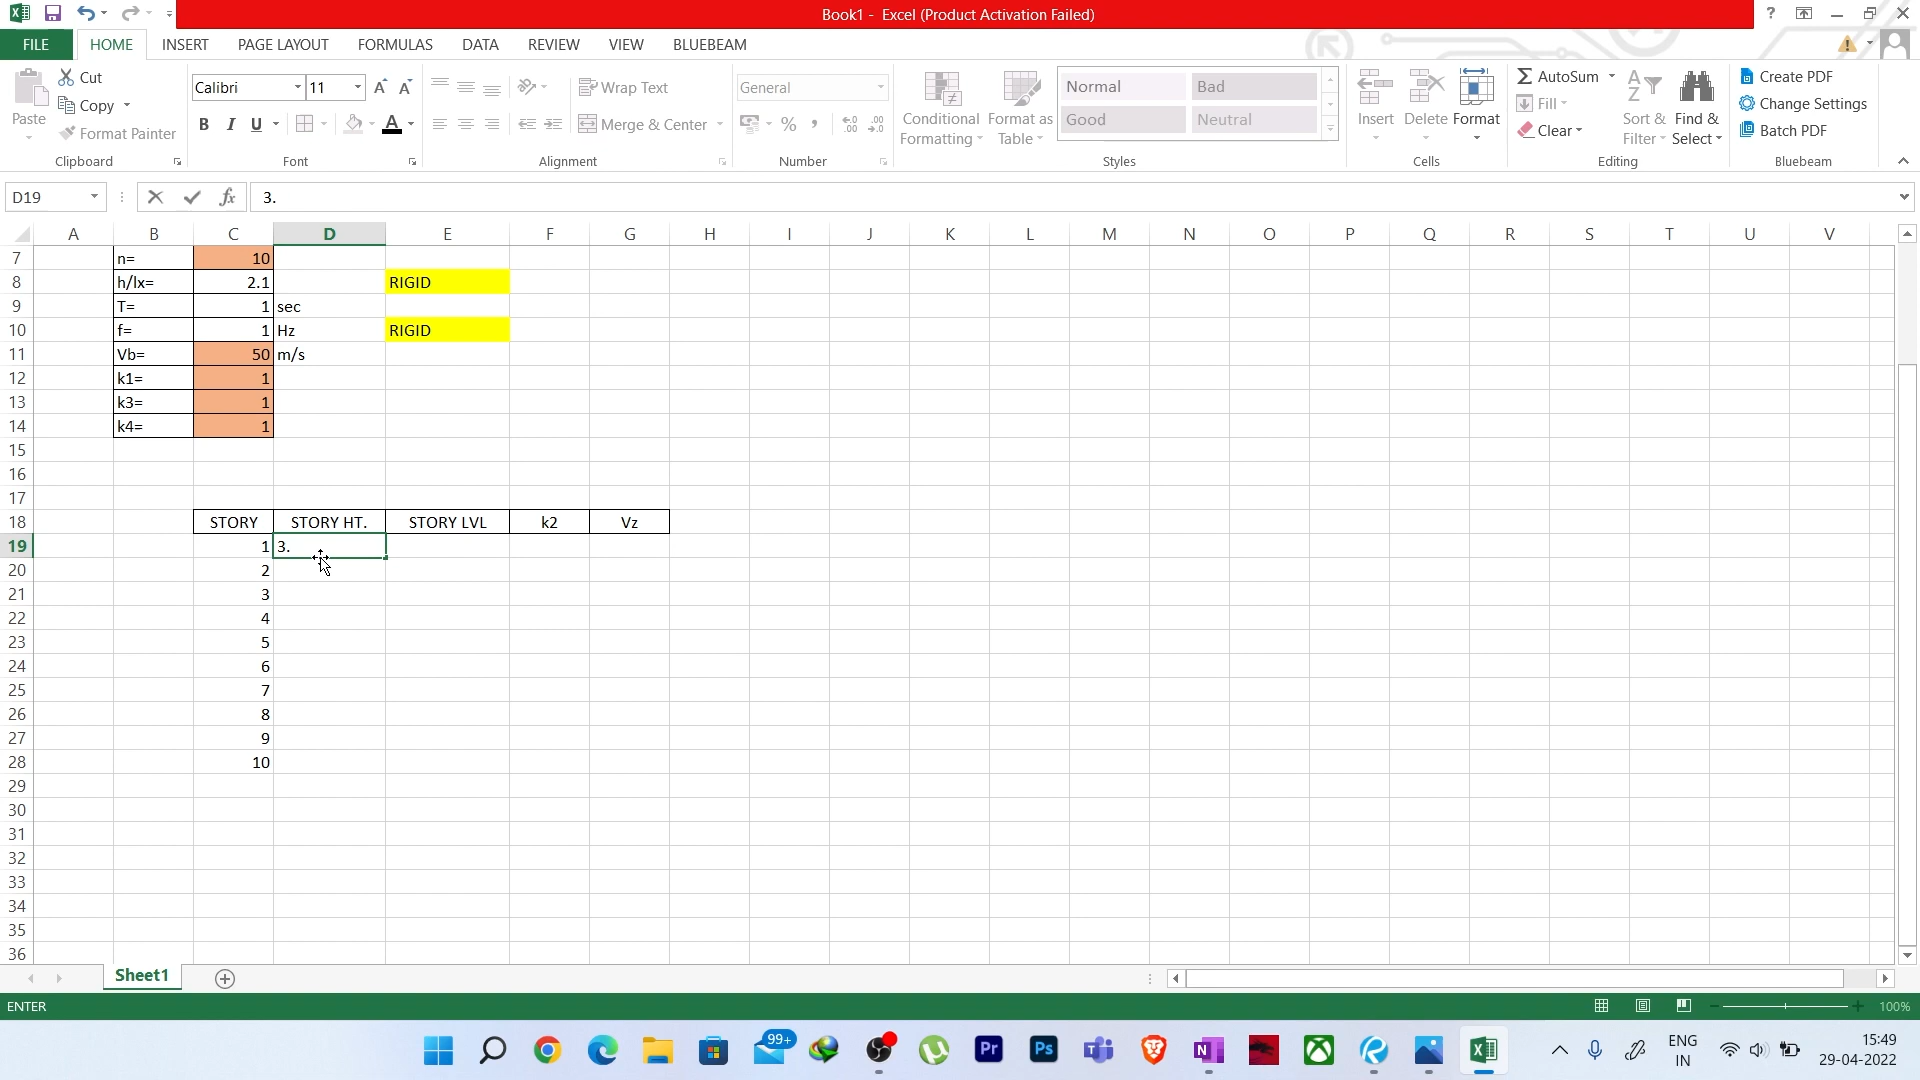 Book1 - Excel (Product Activation Failed)
FILE HOME INSERT PAGE LAYOUT FORMULAS DATA REVIEW VIEW BLUEBEAM
Paste
Cut
Copy
Format Painter
Clipboard
Calibri 11
B I U
Font
Wrap Text
Merge & Center
Alignment
General
Number
Conditional Formatting
Format as Table
Normal Bad
Good Neutral
Styles
Insert Delete Format
Cells
AutoSum
Fill
Clear
Sort & Filter
Find & Select
Editing
Create PDF
Change Settings
Batch PDF
Bluebeam
D19 fx 3.
A B C D E F G H I J K L M N O P Q R S T U V
7 n= 10
8 h/lx= 2.1 RIGID
9 T= 1 sec
10 f= 1 Hz RIGID
11 Vb= 50 m/s
12 k1= 1
13 k3= 1
14 k4= 1
15
16
17
18 STORY STORY HT. STORY LVL k2 Vz
19 1 3.
20 2
21 3
22 4
23 5
24 6
25 7
26 8
27 9
28 10
29
30
31
32
33
34
35
36
Sheet1
ENTER 100%
99+ Pr Ps ENG IN 15:49 29-04-2022